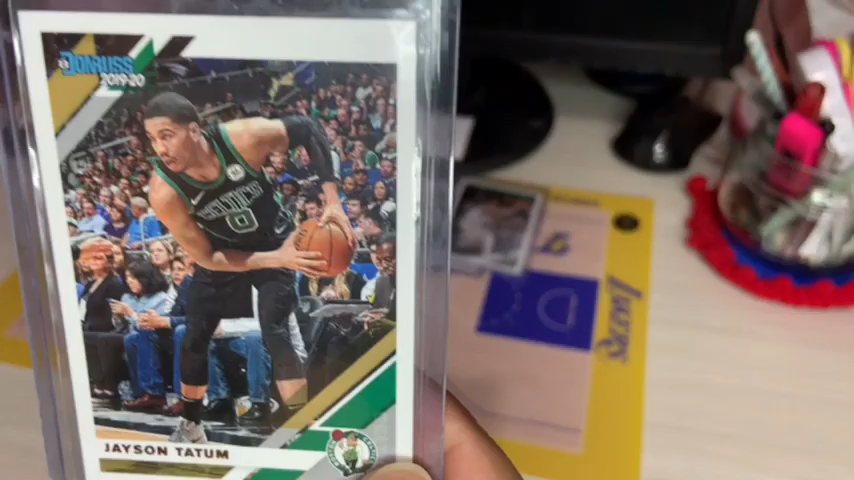 DONRUSS
2019-20
CELTICS
0
JAYSON TATUM
LAKERS